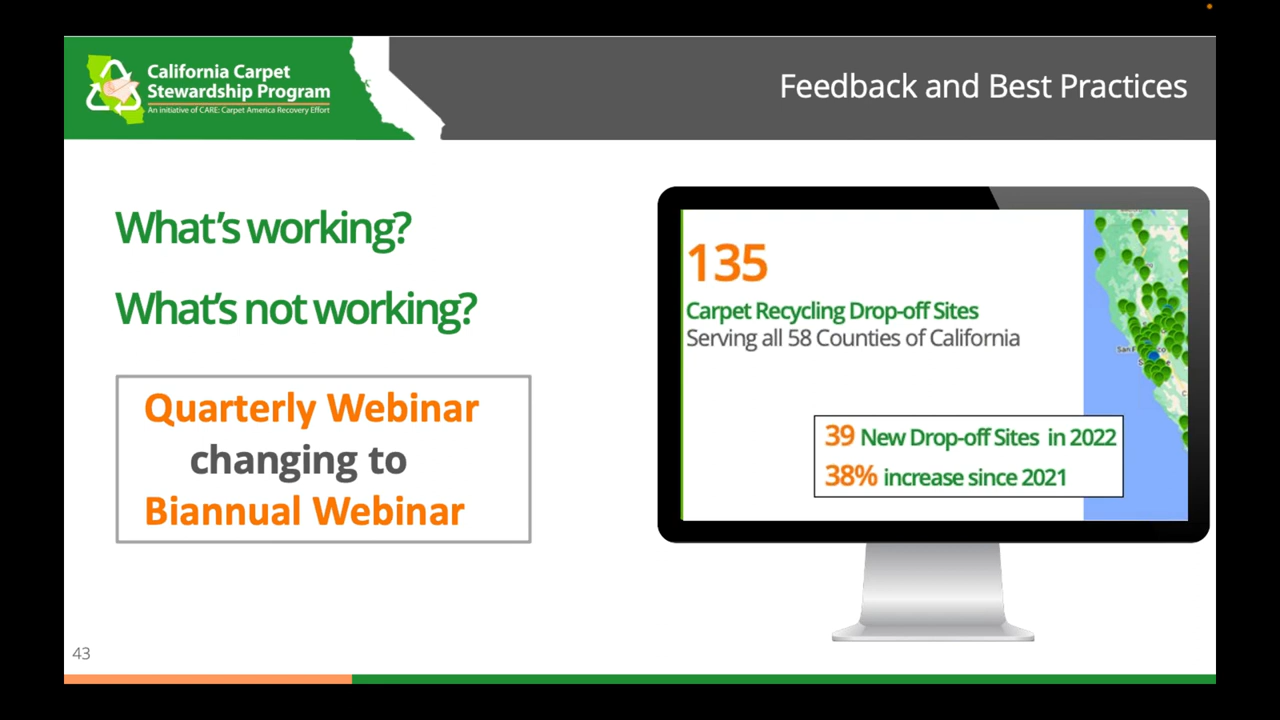 California Carpet
Stewardship Program
An Initiative of CARE: Carpet America Recovery Effort
Feedback and Best Practices
What's working?
What's not working?
Quarterly Webinar
changing to
Biannual Webinar
135
Carpet Recycling Drop-off Sites
Serving all 58 Counties of California
39 New Drop-off Sites in 2022
38% increase since 2021
43